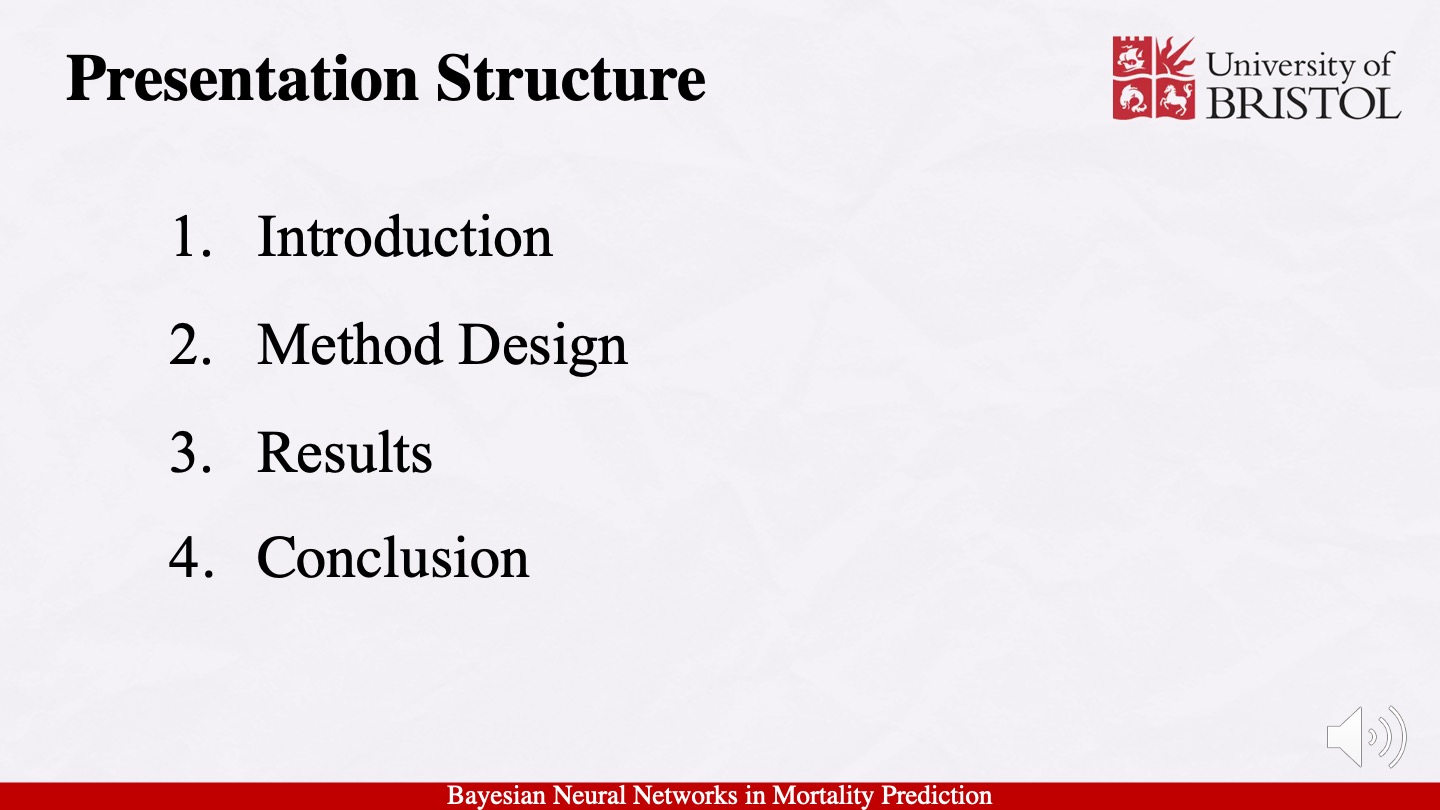 Presentation Structure
University of
BRISTOL
1. Introduction
2. Method Design
3. Results
4. Conclusion
Bayesian Neural Networks in Mortality Prediction